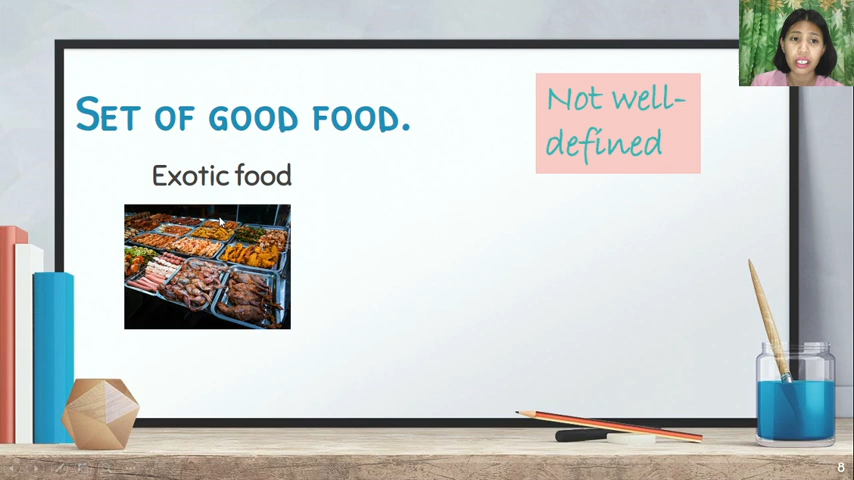 SET OF GOOD FOOD.
Not well-
defined
Exotic food
8